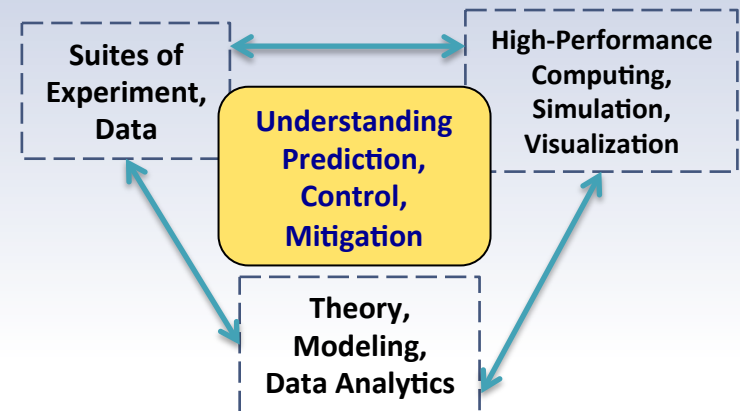 Suites of
Experiment,
Data
High-Performance
Computing,
Simulation,
Visualization
Understanding
Prediction,
Control,
Mitigation
Theory,
Modeling,
Data Analytics